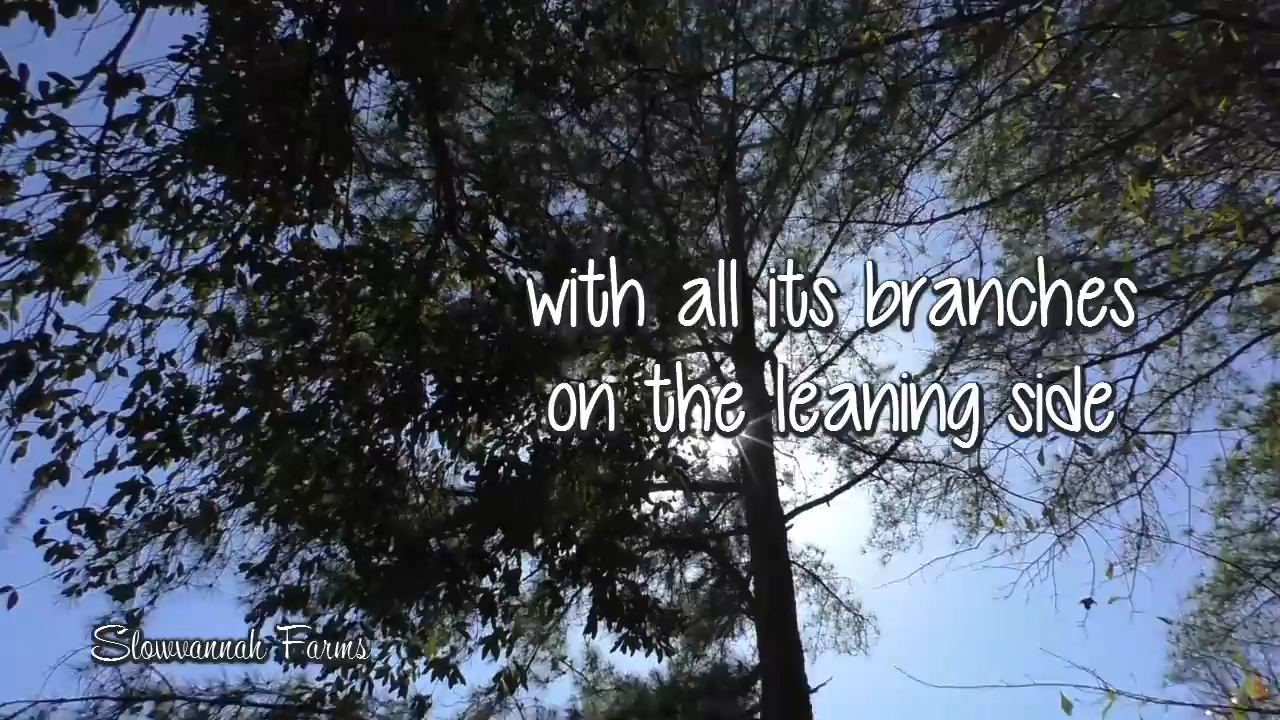 with all its branches
on the leaning side
Slowvannah Farms